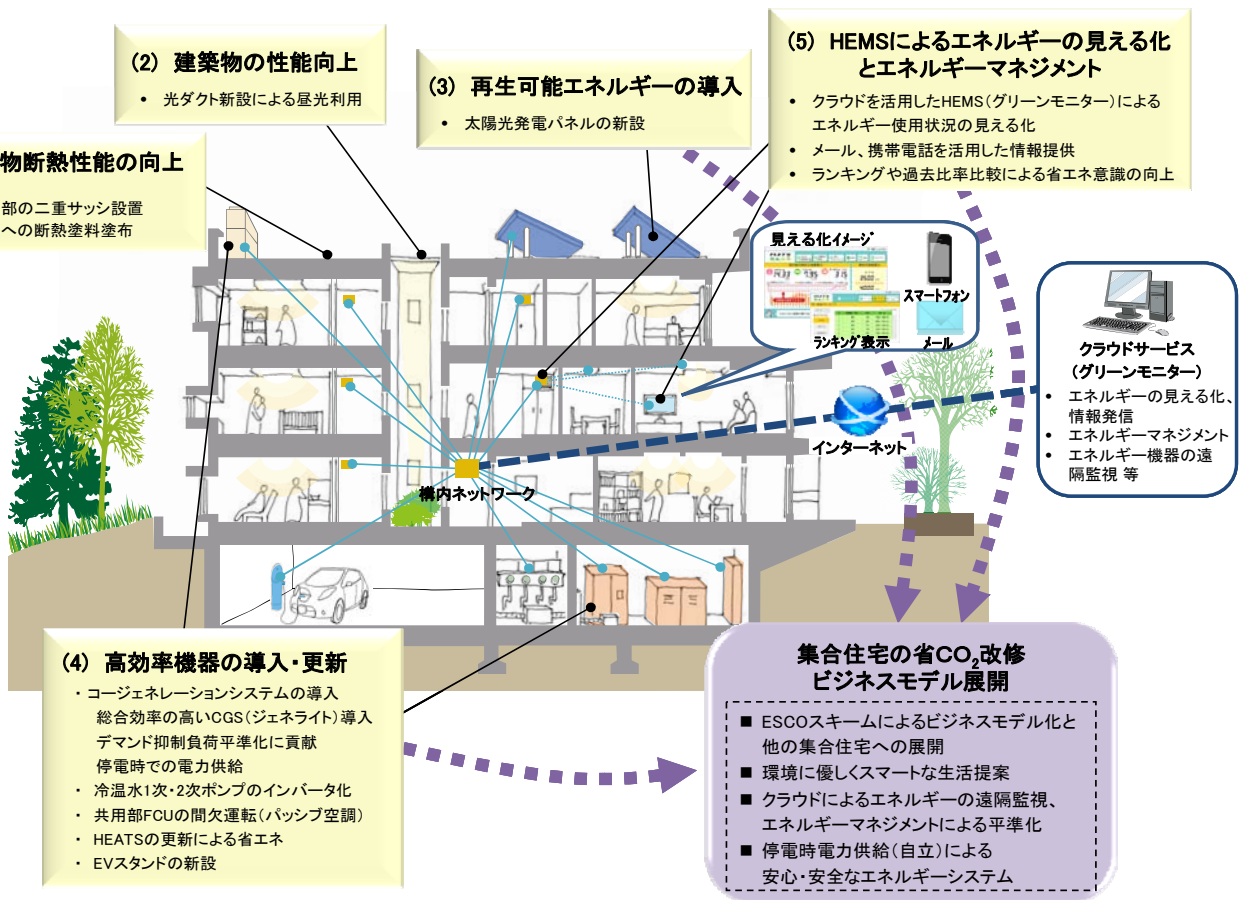 (2) 建築物の性能向上
• 光ダクト新設による昼光利用
(3) 再生可能エネルギーの導入
• 太陽光発電パネルの新設
(5) HEMSによるエネルギーの見える化
とエネルギーマネジメント
• クラウドを活用したHEMS(グリーンモニター)による
エネルギー使用状況の見える化
• メール、携帯電話を活用した情報提供
• ランキングや過去比率比較による省エネ意識の向上
物断熱性能の向上
部の二重サッシ設置
への断熱塗料塗布
見える化イメージ
スマートフォン
ランキング表示
メール
クラウドサービス
(グリーンモニター)
• エネルギーの見える化、
情報発信
• エネルギーマネジメント
• エネルギー機器の遠
隔監視 等
インターネット
構内ネットワーク
(4) 高効率機器の導入・更新
・コージェネレーションシステムの導入
総合効率の高いCGS(ジェネライト)導入
デマンド抑制負荷平準化に貢献
停電時での電力供給
・ 冷温水1次・2次ポンプのインバータ化
・ 共用部FCUの間欠運転(パッシブ空調)
・ HEATSの更新による省エネ
・ EVスタンドの新設
集合住宅の省CO₂改修
ビジネスモデル展開
■ ESCOスキームによるビジネスモデル化と
他の集合住宅への展開
■ 環境に優しくスマートな生活提案
■ クラウドによるエネルギーの遠隔監視、
エネルギーマネジメントによる平準化
■ 停電時電力供給(自立)による
安心・安全なエネルギーシステム